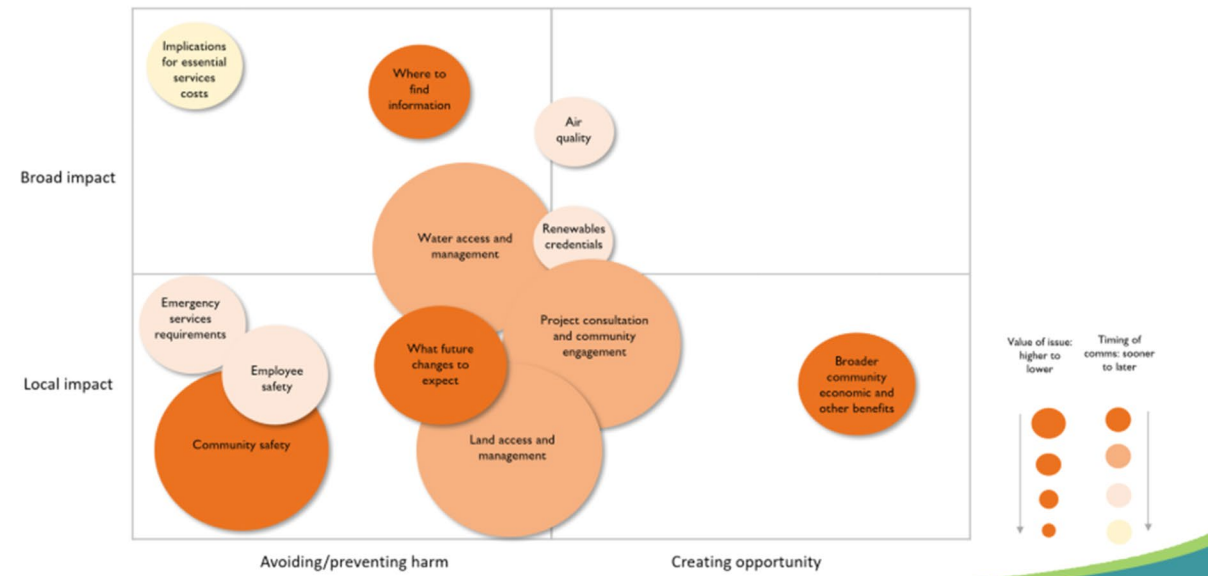 Implications
for essential
services
costs
Where to
find
information
Air
quality
Broad impact
Water access and
management
Renewables
credentials
Emergency
services
requirements
Employee
safety
Community safety
Local impact
What future
changes to
expect
Project consultation
and community
engagement
Land access and
management
Broader
community
economic and
other benefits
Avoiding/preventing harm
Creating opportunity
Value of issue:
higher to
lower
Timing of
comms: sooner
to later